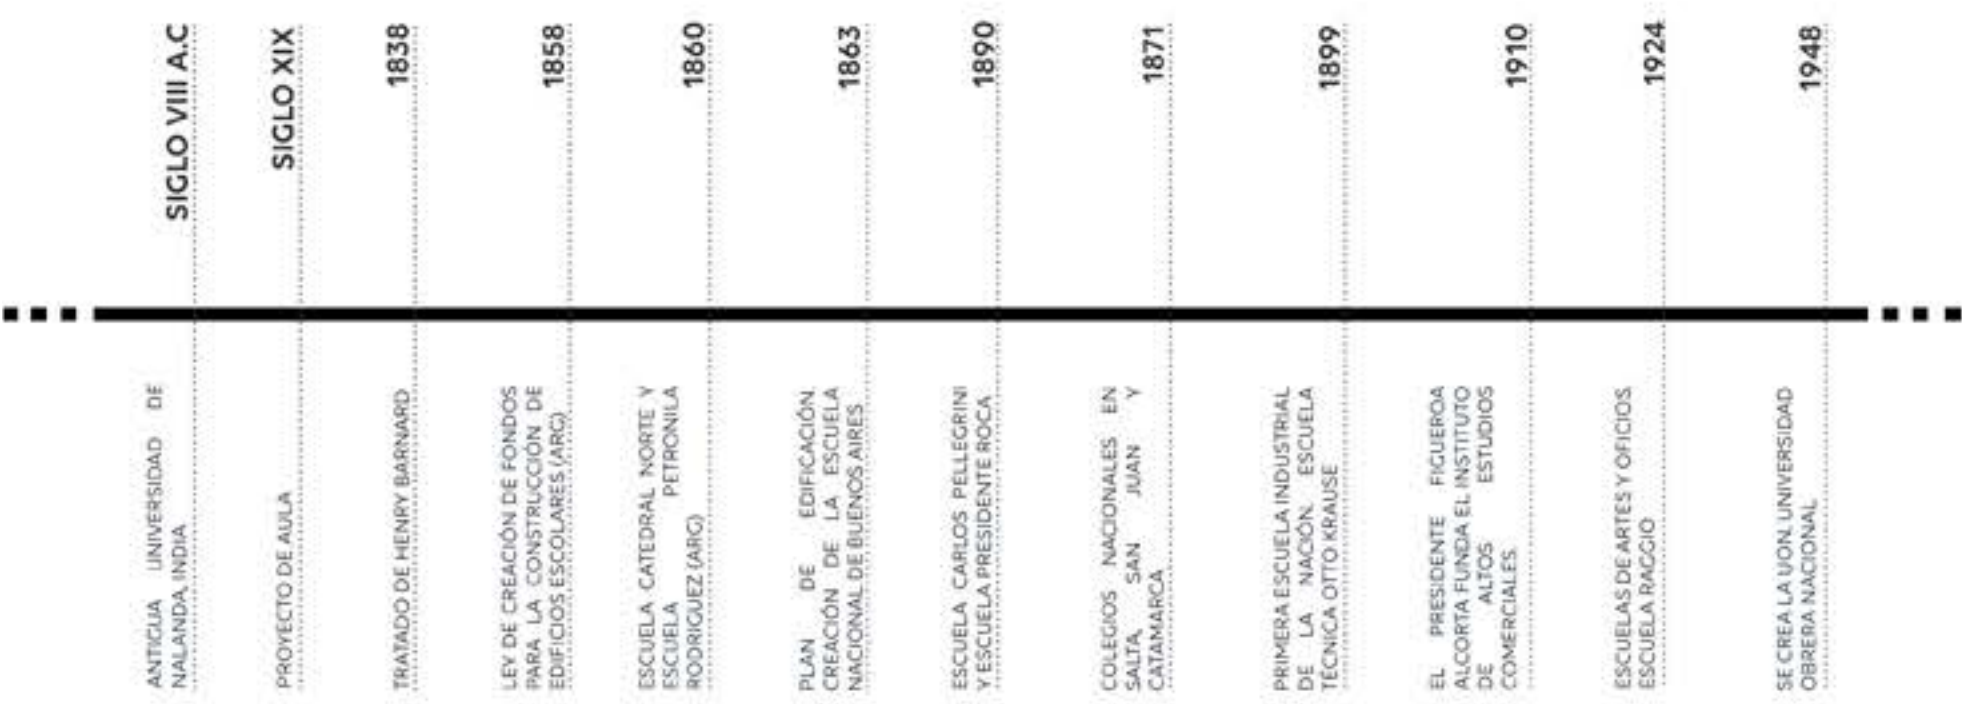 SIGLO VIII A.C
ANTIGUA UNIVERSIDAD DE
NALANDA, INDIA
SIGLO XIX
PROYECTO DE AULA
1838
TRATADO DE HENRY BARNARD
1858
LEY DE CREACIÓN DE FONDOS
PARA LA CONSTRUCCIÓN DE
EDIFICIOS ESCOLARES (ARG)
1860
ESCUELA CATEDRAL NORTE Y
ESCUELA PETRONILA
RODRIGUEZ (ARG)
1863
PLAN DE EDIFICACIÓN.
CREACIÓN DE LA ESCUELA
NACIONAL DE BUENOS AIRES
1890
ESCUELA CARLOS PELLEGRINI
Y ESCUELA PRESIDENTE ROCA
1871
COLEGIOS NACIONALES EN
SALTA, SAN JUAN Y
CATAMARCA
1899
PRIMERA ESCUELA INDUSTRIAL
DE LA NACIÓN. ESCUELA
TÉCNICA OTTO KRAUSE
1910
EL PRESIDENTE FIGUEROA
ALCORTA FUNDA EL INSTITUTO
DE ALTOS ESTUDIOS
COMERCIALES.
1924
ESCUELAS DE ARTES Y OFICIOS.
ESCUELA RAGGIO
1948
SE CREA LA UON. UNIVERSIDAD
OBRERA NACIONAL